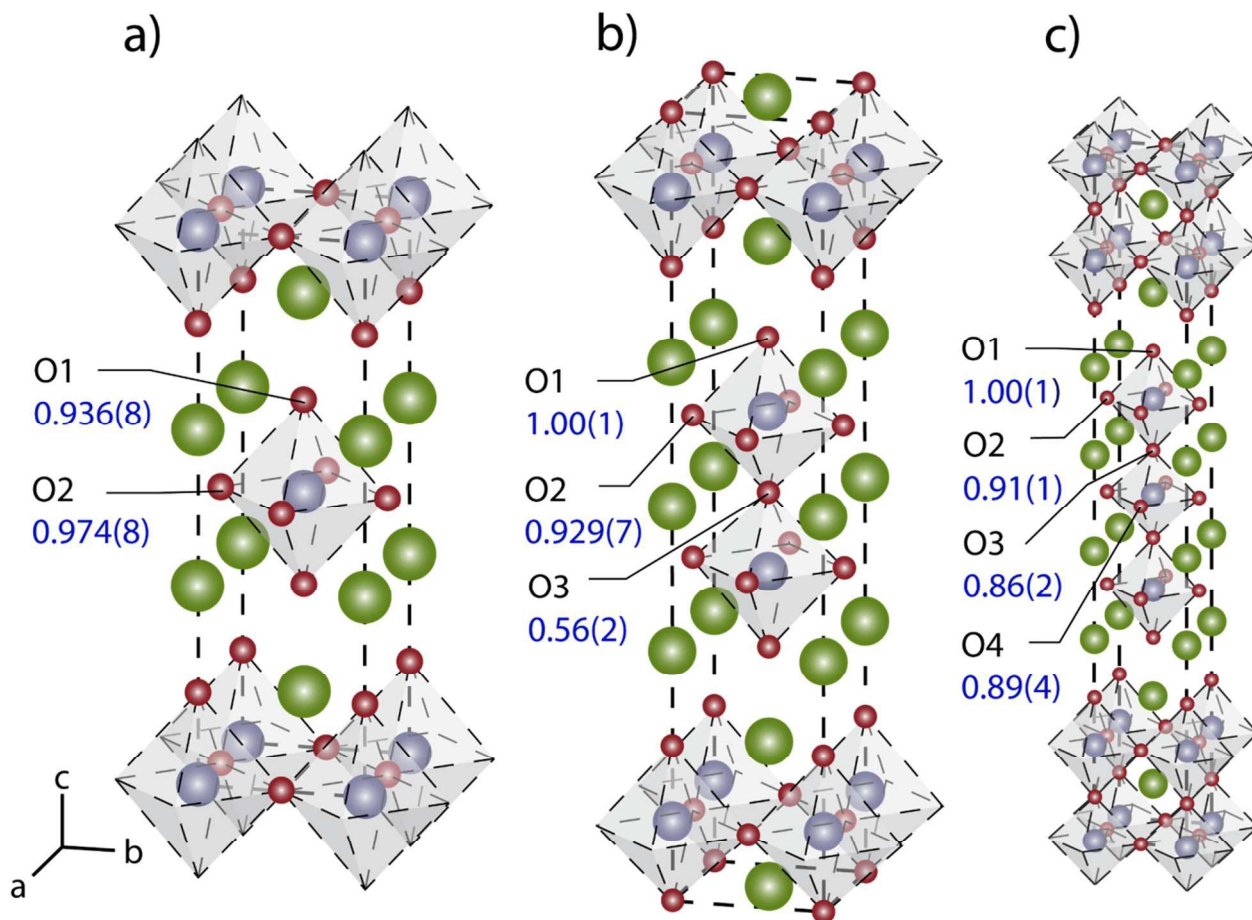 a)
O1
0.936(8)
O2
0.974(8)
c
b
a
b)
O1
1.00(1)
O2
0.929(7)
O3
0.56(2)
c)
O1
1.00(1)
O2
0.91(1)
O3
0.86(2)
O4
0.89(4)